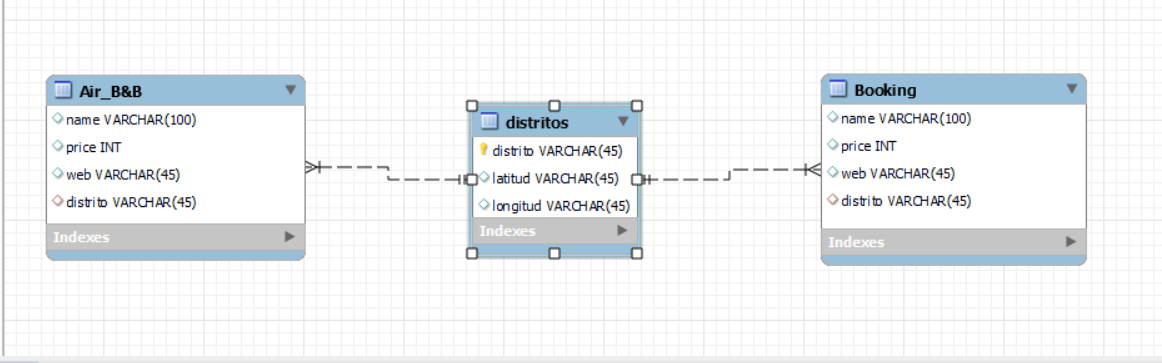 Air_B&B
name VARCHAR(100)
price INT
web VARCHAR(45)
distrito VARCHAR(45)
Indexes
distritos
distrito VARCHAR(45)
latitud VARCHAR(45)
longitud VARCHAR(45)
Indexes
Booking
name VARCHAR(100)
price INT
web VARCHAR(45)
distrito VARCHAR(45)
Indexes